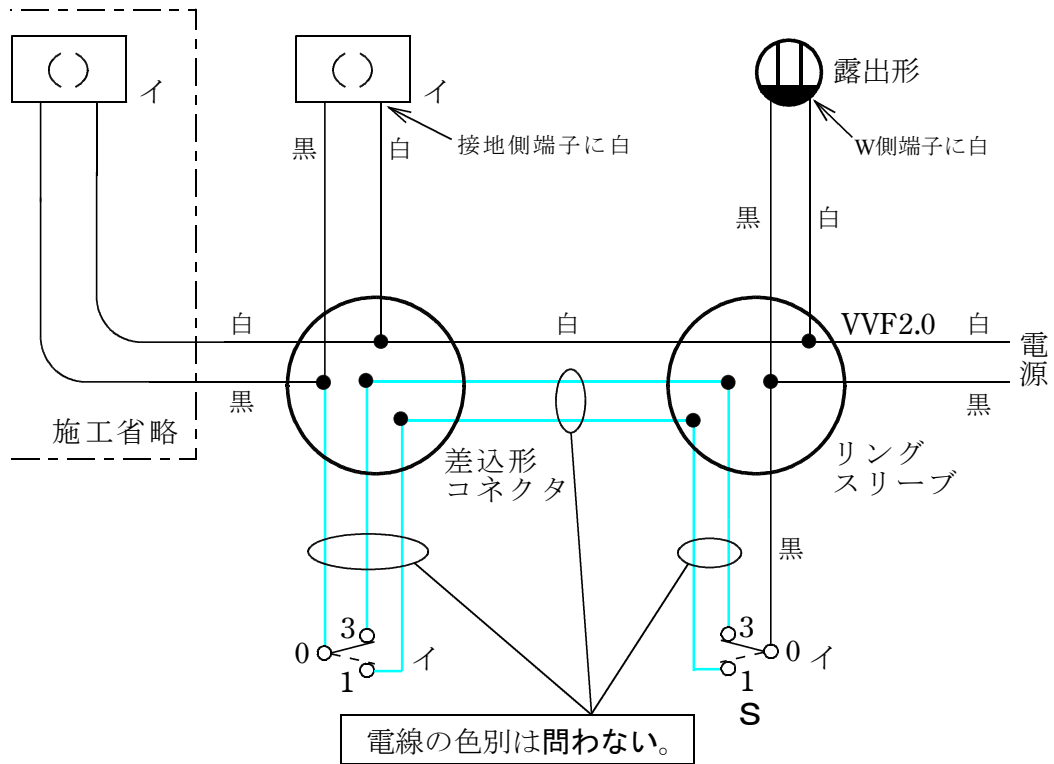 イ
イ
露出形
黒
白
接地側端子に白
W側端子に白
黒
白
白
白
VVF2.0
白
電源
黒
黒
施工省略
差込形
コネクタ
リング
スリーブ
黒
3
0
1
イ
3
0
イ
1
S
電線の色別は問わない。